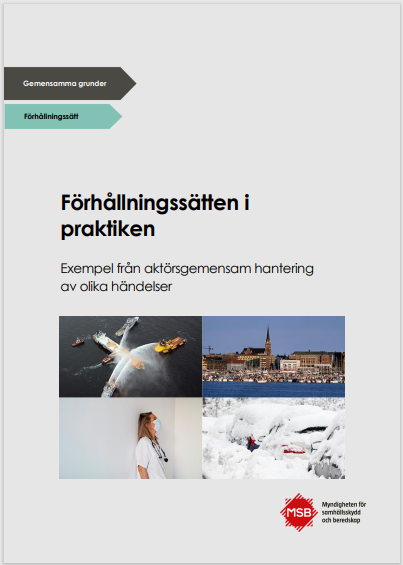 Gemensamma grunder
Förhållningssätt
Förhållningssätten i
praktiken
Exempel från aktörsgemensam hantering
av olika händelser
MSB
Myndigheten för
samhällsskydd
och beredskap